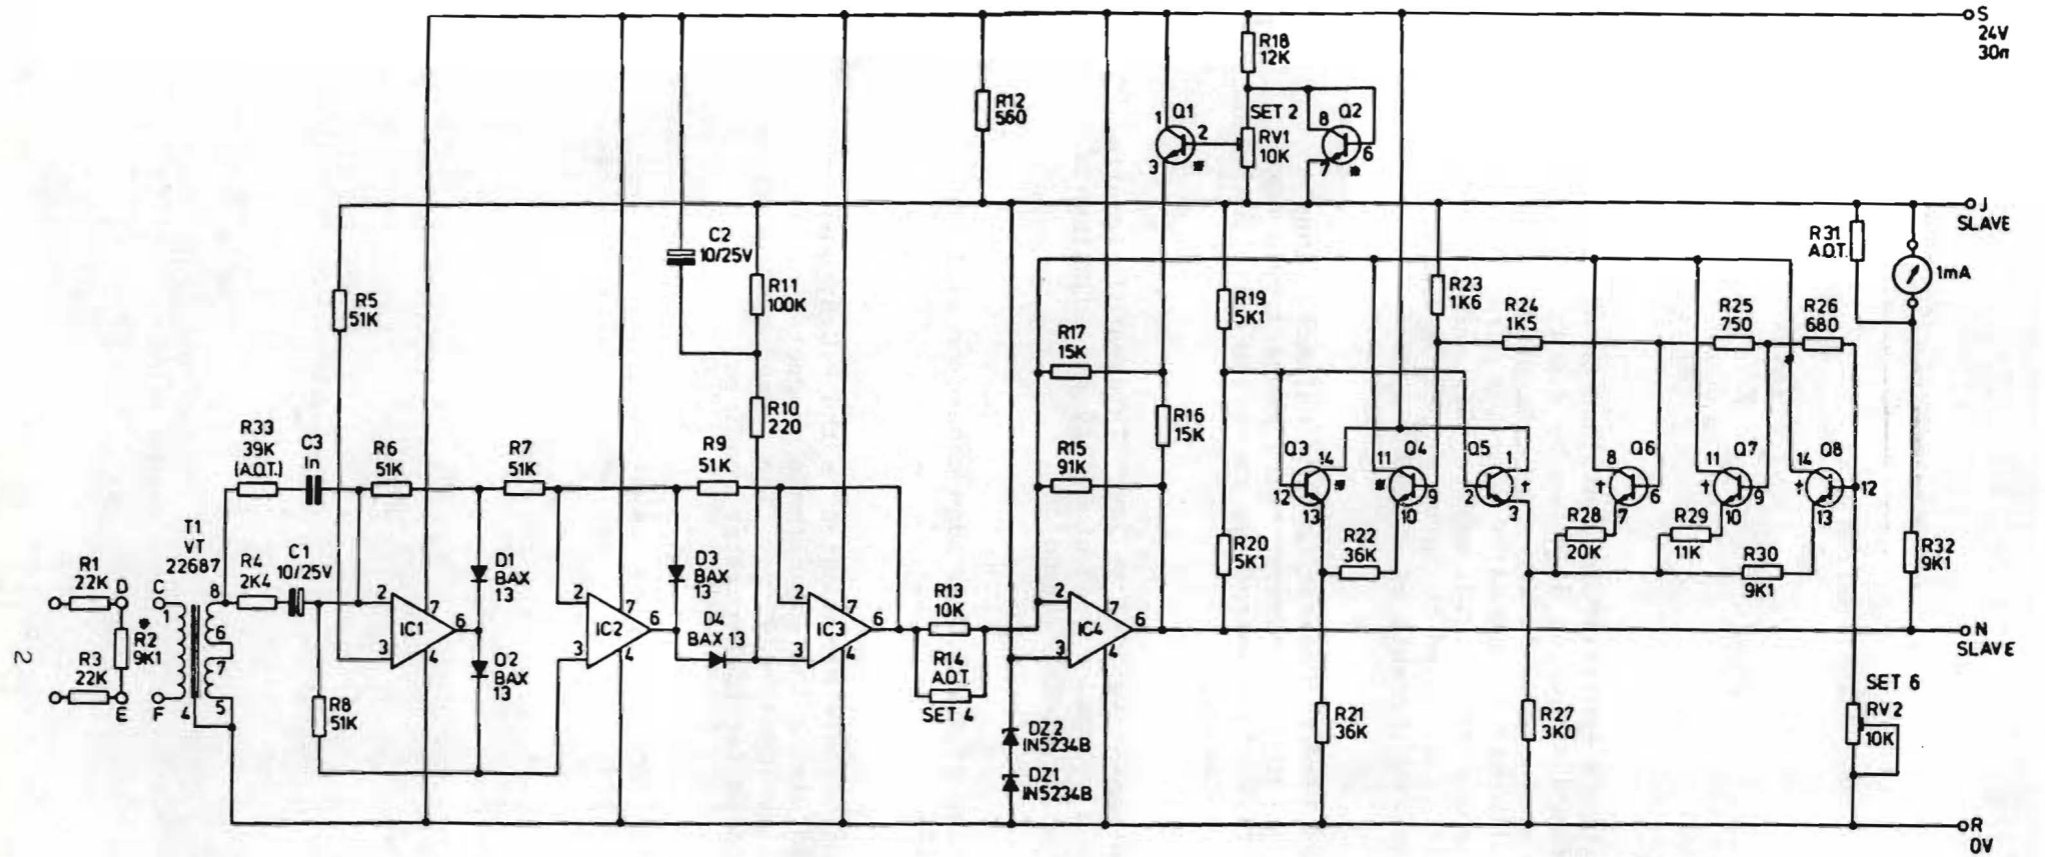 S
24V
30n
R18
12K
R12
560
Q1
1
2
3
*
SET 2
RV1
10K
Q2
8
6
7
*
J
SLAVE
R31
A.O.T.
1mA
C2
10/25V
R11
100K
R5
51K
R19
5K1
R23
1K6
R24
1K5
R25
750
R26
680
*
R17
15K
R16
15K
R10
220
R33
39K
(A.O.T.)
C3
1n
R6
51K
R7
51K
R9
51K
R15
91K
Q3
14
12
13
*
11
Q4
*
9
10
R22
36K
Q5
1
2
†
3
Q6
8
†
6
7
R28
20K
11
Q7
†
9
10
R29
11K
14
Q8
†
12
13
R30
9K1
R20
5K1
R32
9K1
T1
VT
22687
R4
2K4
C1
10/25V
R1
22K
D
*
R2
9K1
R3
22K
E
C
1
F
4
8
6
7
5
2
3
IC1
7
6
4
D1
BAX
13
D2
BAX
13
R8
51K
2
3
IC2
7
6
4
D3
BAX
13
D4
BAX 13
2
3
IC3
7
6
4
R13
10K
R14
A.O.T.
SET 4
2
3
IC4
7
6
4
N
SLAVE
DZ2
IN5234B
DZ1
IN5234B
R21
36K
R27
3K0
SET 6
RV2
10K
R
0V
2